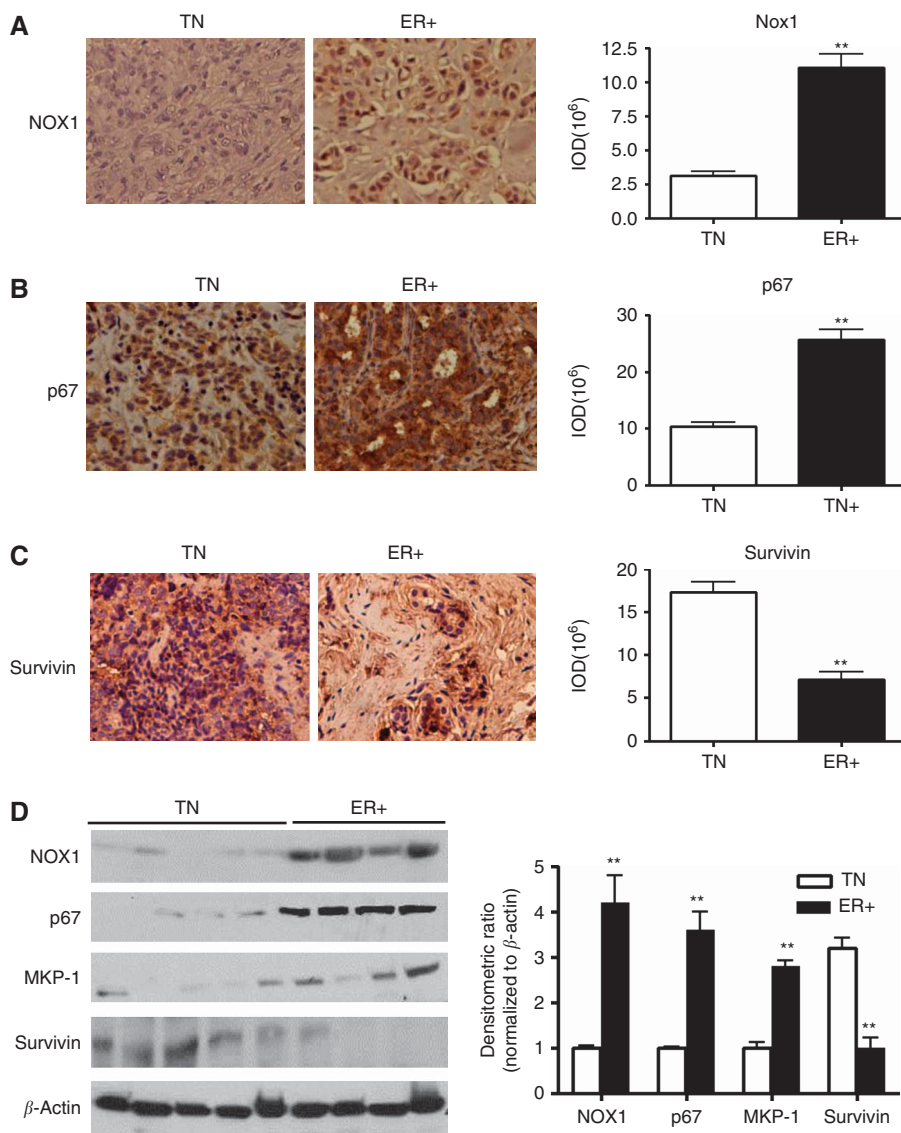 A
TN
ER+
NOX1
Nox1
IOD(10⁶)
12.5
10.0
7.5
5.0
2.5
0.0
**
TN
ER+
B
TN
ER+
p67
p67
IOD(10⁶)
30
20
10
0
**
TN
TN+
C
TN
ER+
Survivin
Survivin
IOD(10⁶)
20
15
10
5
0
**
TN
ER+
D
TN
ER+
NOX1
p67
MKP-1
Survivin
β-Actin
Densitometric ratio
(normalized to β-actin)
5
4
3
2
1
0
TN
ER+
**
**
**
**
NOX1
p67
MKP-1
Survivin